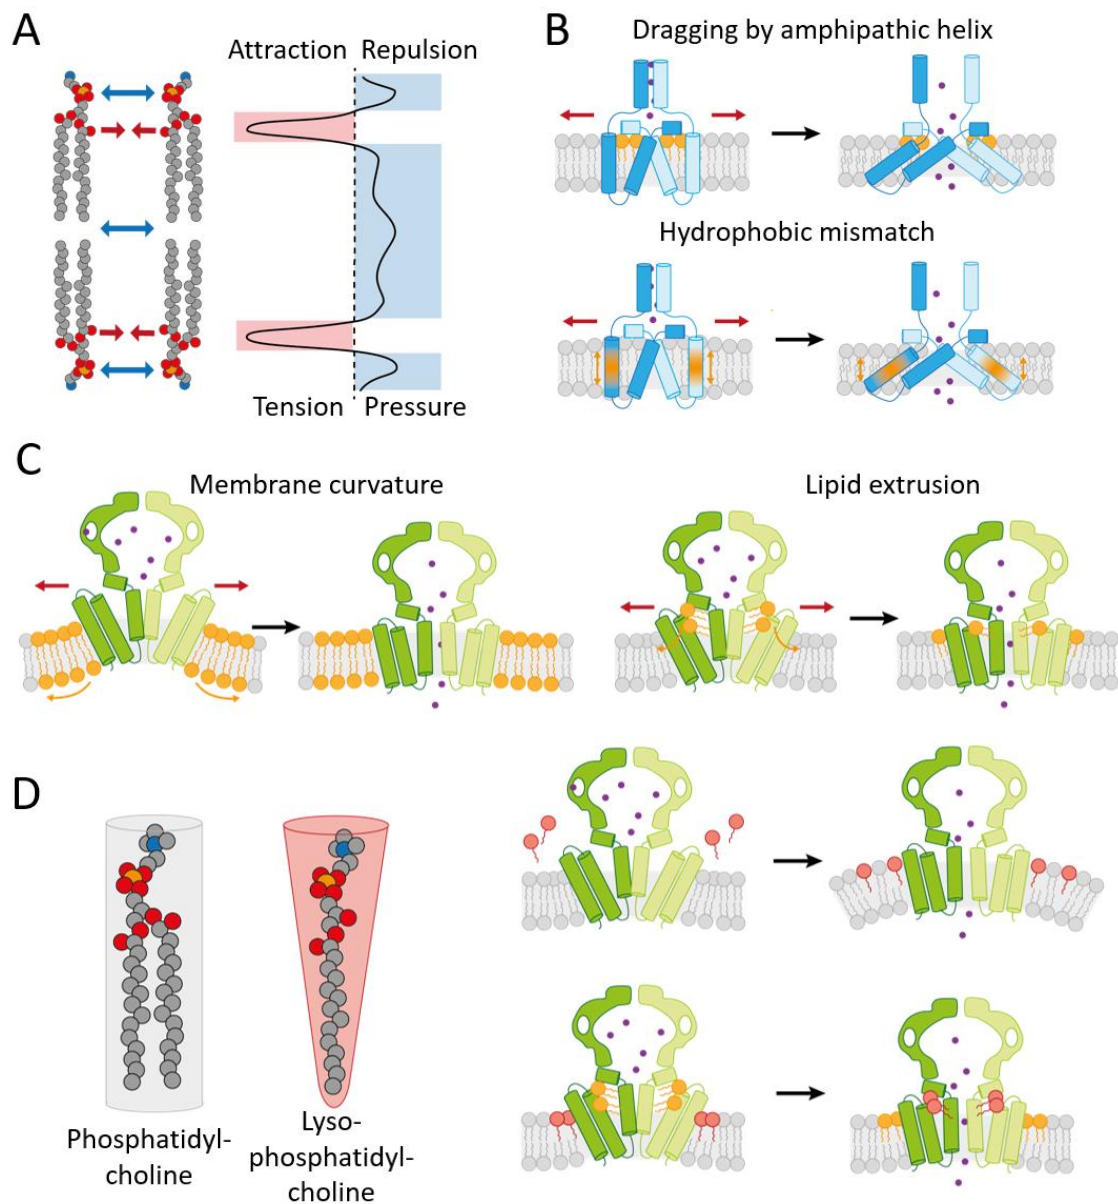 A
Attraction
Repulsion
Tension
Pressure
B
Dragging by amphipathic helix
Hydrophobic mismatch
C
Membrane curvature
Lipid extrusion
D
Phosphatidyl-
choline
Lyso-
phosphatidyl-
choline